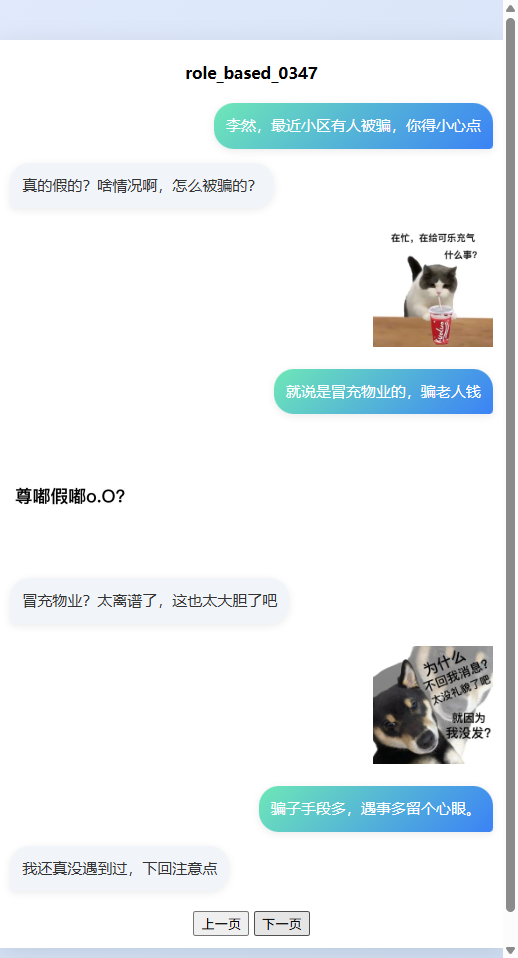 role_based_0347
李然，最近小区有人被骗，你得小心点
真的假的？啥情况啊，怎么被骗的？
在忙，在给可乐充气
什么事？
就说是冒充物业的，骗老人钱
尊嘟假嘟o.O?
冒充物业？太离谱了，这也太大胆了吧
为什么
不回我消息？
太没礼貌了吧
就因为
我没发？
骗子手段多，遇事多留个心眼。
我还真没遇到过，下回注意点
上一页 下一页